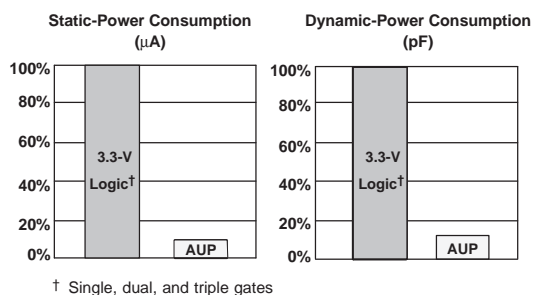 Static-Power Consumption
(μA)
100%
80%
60%
40%
20%
0%
3.3-V
Logic†
AUP
Dynamic-Power Consumption
(pF)
100%
80%
60%
40%
20%
0%
3.3-V
Logic†
AUP
† Single, dual, and triple gates